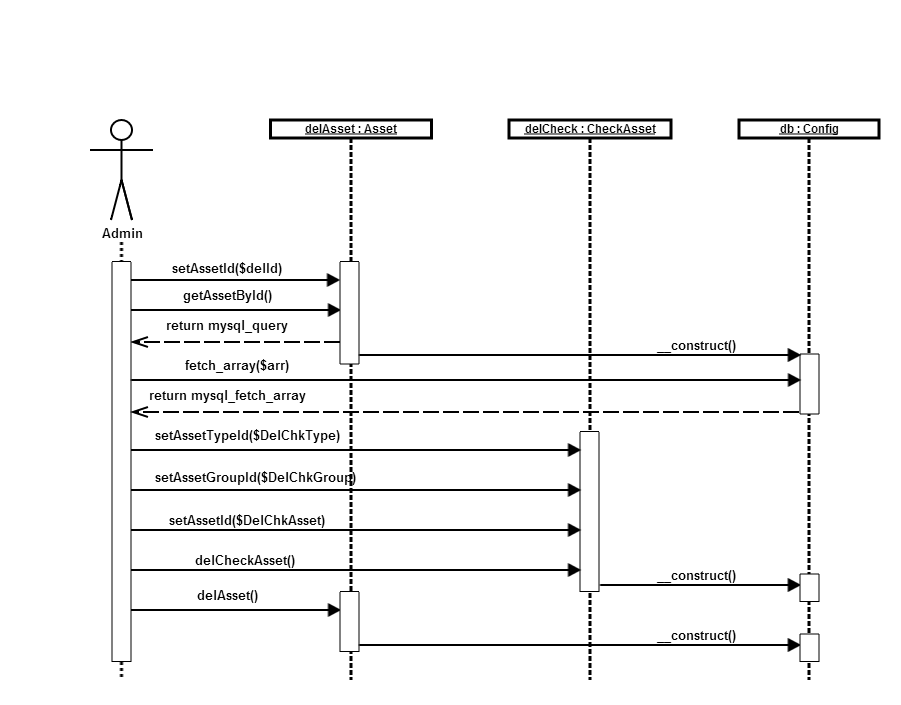 delAsset : Asset
delCheck : CheckAsset
db : Config
Admin
setAssetId($delId)
getAssetById()
return mysql_query
__construct()
fetch_array($arr)
return mysql_fetch_array
setAssetTypeId($DelChkType)
setAssetGroupId($DelChkGroup)
setAssetId($DelChkAsset)
delCheckAsset()
__construct()
delAsset()
__construct()